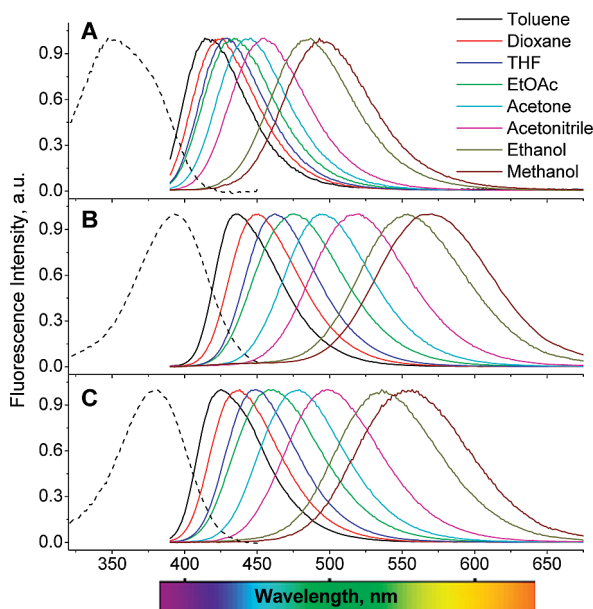 A
Toluene
Dioxane
THF
EtOAc
Acetone
Acetonitrile
Ethanol
Methanol
0.9
0.6
0.3
0.0
B
0.9
0.6
0.3
0.0
C
0.9
0.6
0.3
0.0
Fluorescence Intensity, a.u.
350 400 450 500 550 600 650
Wavelength, nm